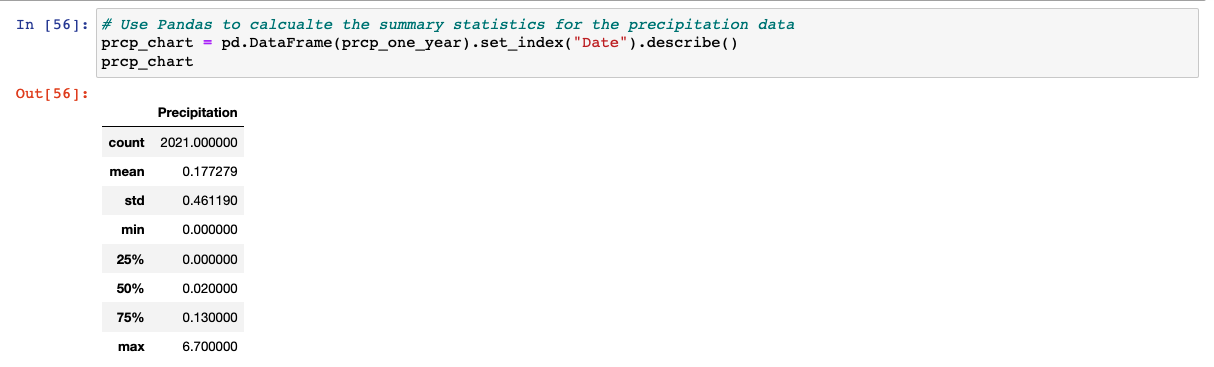 In [56]: # Use Pandas to calcualte the summary statistics for the precipitation data
prcp_chart = pd.DataFrame(prcp_one_year).set_index("Date").describe()
prcp_chart
Out[56]:
Precipitation
count 2021.000000
mean 0.177279
std 0.461190
min 0.000000
25% 0.000000
50% 0.020000
75% 0.130000
max 6.700000